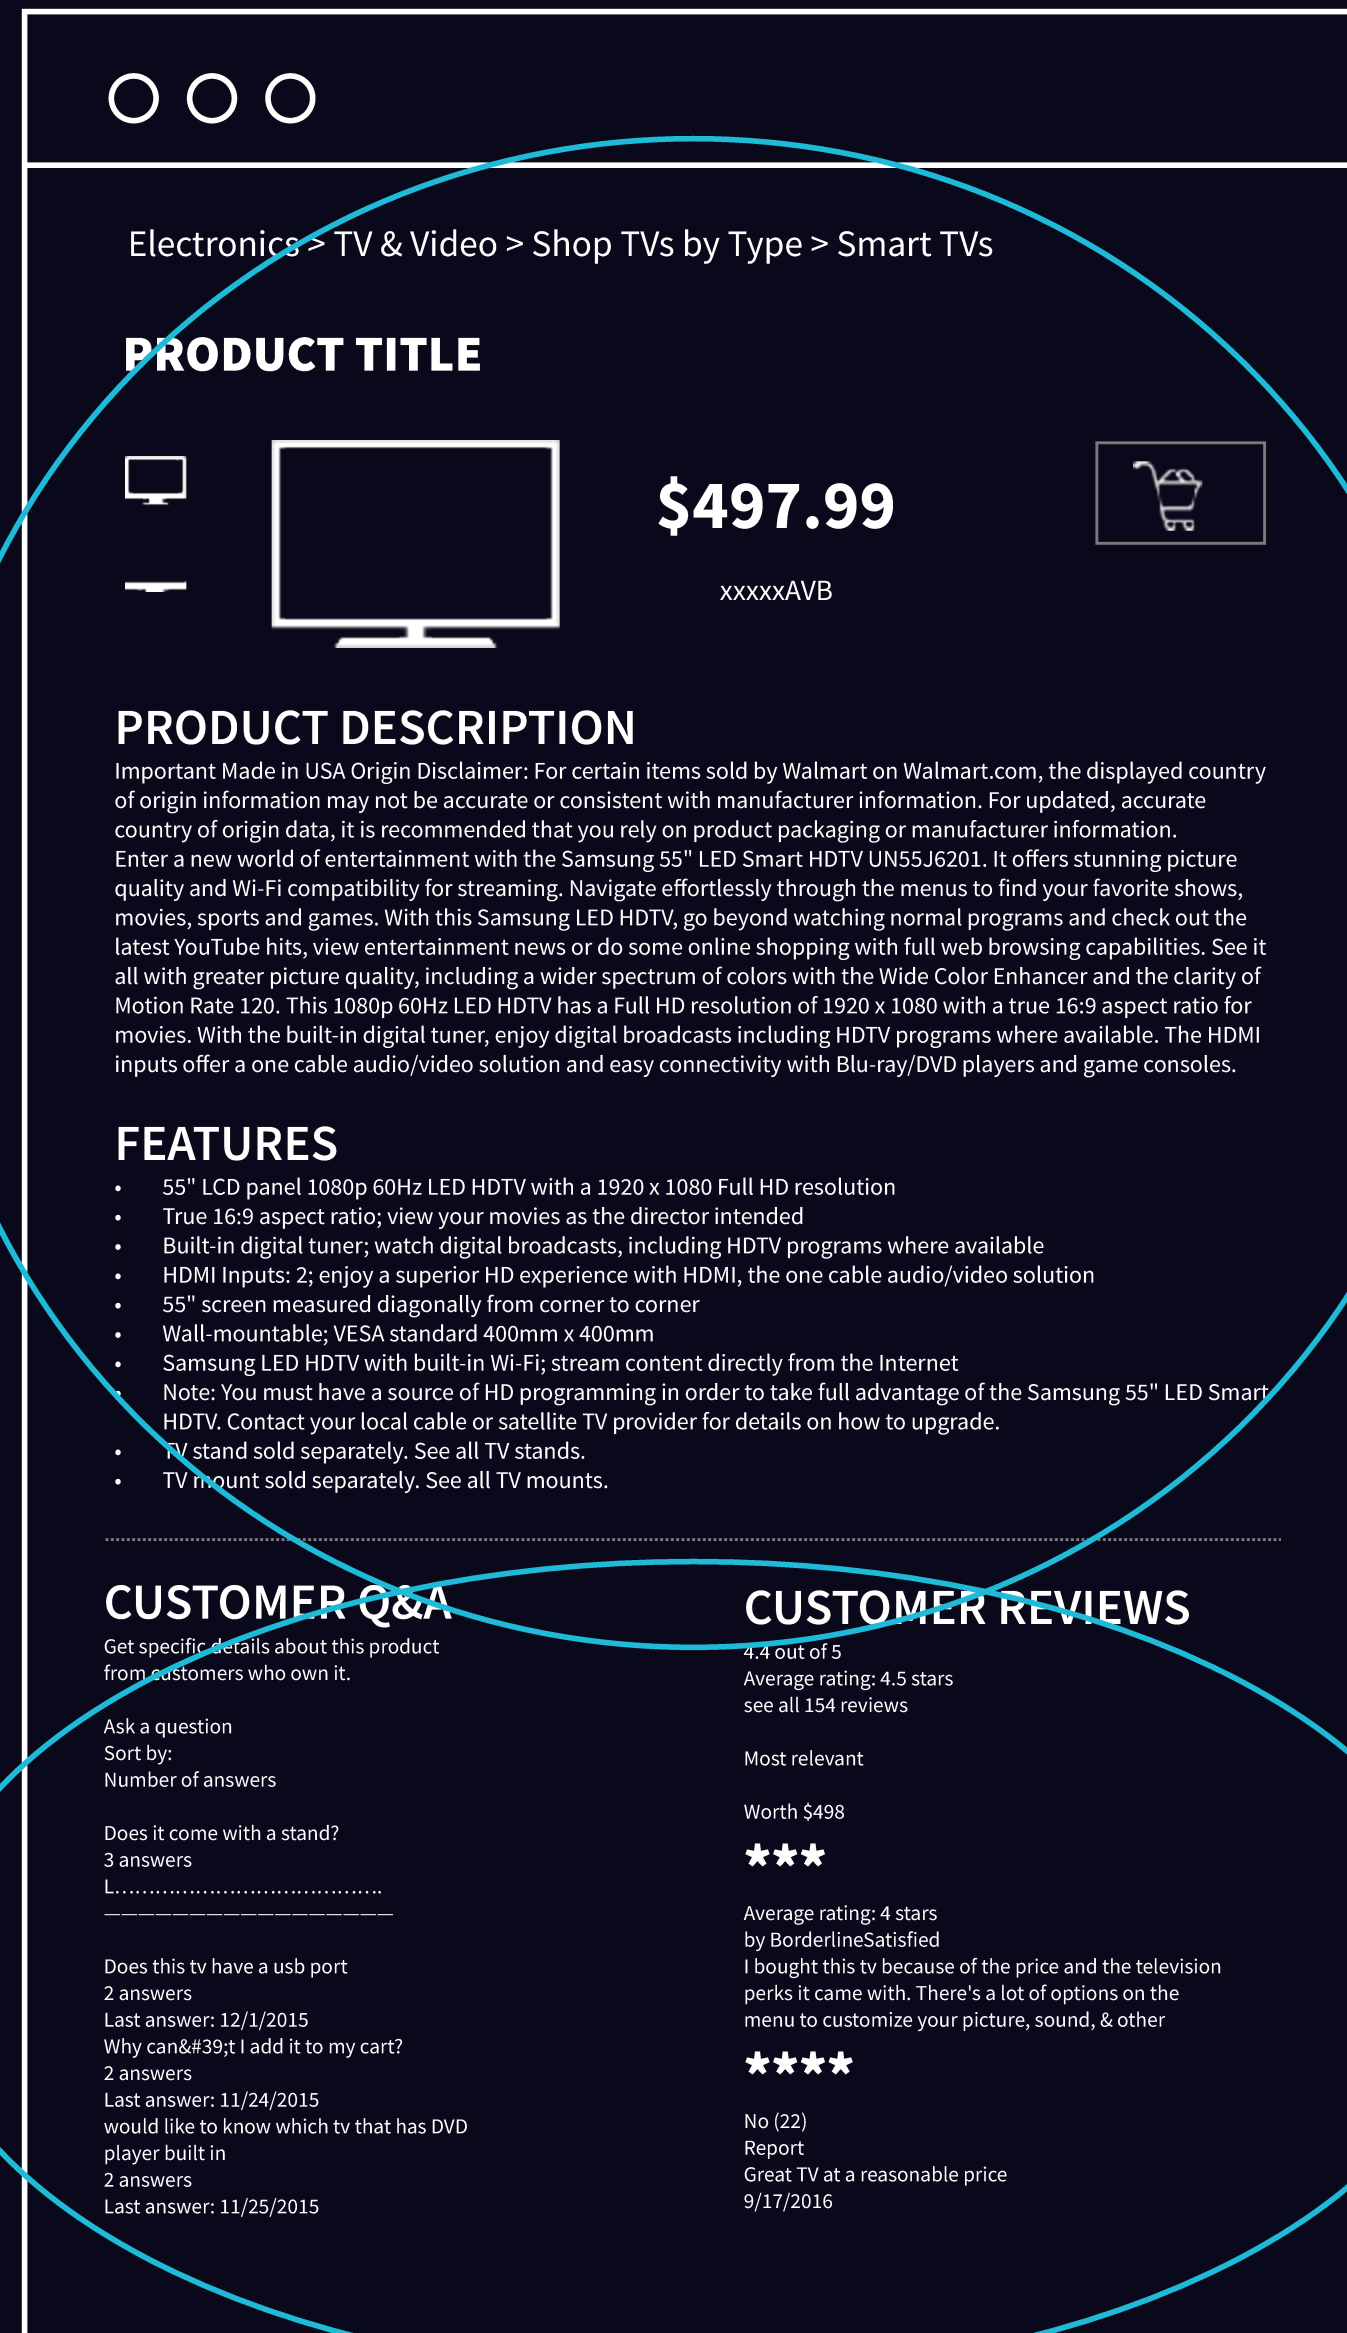 Electronics > TV & Video > Shop TVs by Type > Smart TVs
PRODUCT TITLE
$497.99
xxxxxAVB
PRODUCT DESCRIPTION
Important Made in USA Origin Disclaimer: For certain items sold by Walmart on Walmart.com, the displayed country
of origin information may not be accurate or consistent with manufacturer information. For updated, accurate
country of origin data, it is recommended that you rely on product packaging or manufacturer information.
Enter a new world of entertainment with the Samsung 55" LED Smart HDTV UN55J6201. It offers stunning picture
quality and Wi-Fi compatibility for streaming. Navigate effortlessly through the menus to find your favorite shows,
movies, sports and games. With this Samsung LED HDTV, go beyond watching normal programs and check out the
latest YouTube hits, view entertainment news or do some online shopping with full web browsing capabilities. See it
all with greater picture quality, including a wider spectrum of colors with the Wide Color Enhancer and the clarity of
Motion Rate 120. This 1080p 60Hz LED HDTV has a Full HD resolution of 1920 x 1080 with a true 16:9 aspect ratio for
movies. With the built-in digital tuner, enjoy digital broadcasts including HDTV programs where available. The HDMI
inputs offer a one cable audio/video solution and easy connectivity with Blu-ray/DVD players and game consoles.
FEATURES
• 55" LCD panel 1080p 60Hz LED HDTV with a 1920 x 1080 Full HD resolution
• True 16:9 aspect ratio; view your movies as the director intended
• Built-in digital tuner; watch digital broadcasts, including HDTV programs where available
• HDMI Inputs: 2; enjoy a superior HD experience with HDMI, the one cable audio/video solution
• 55" screen measured diagonally from corner to corner
• Wall-mountable; VESA standard 400mm x 400mm
• Samsung LED HDTV with built-in Wi-Fi; stream content directly from the Internet
• Note: You must have a source of HD programming in order to take full advantage of the Samsung 55" LED Smart
HDTV. Contact your local cable or satellite TV provider for details on how to upgrade.
• TV stand sold separately. See all TV stands.
• TV mount sold separately. See all TV mounts.
CUSTOMER Q&A
Get specific details about this product
from customers who own it.
Ask a question
Sort by:
Number of answers
Does it come with a stand?
3 answers
L………………………………….
—————————————————
Does this tv have a usb port
2 answers
Last answer: 12/1/2015
Why can&#39;t I add it to my cart?
2 answers
Last answer: 11/24/2015
would like to know which tv that has DVD
player built in
2 answers
Last answer: 11/25/2015
CUSTOMER REVIEWS
4.4 out of 5
Average rating: 4.5 stars
see all 154 reviews
Most relevant
Worth $498
***
Average rating: 4 stars
by BorderlineSatisfied
I bought this tv because of the price and the television
perks it came with. There's a lot of options on the
menu to customize your picture, sound, & other
****
No (22)
Report
Great TV at a reasonable price
9/17/2016